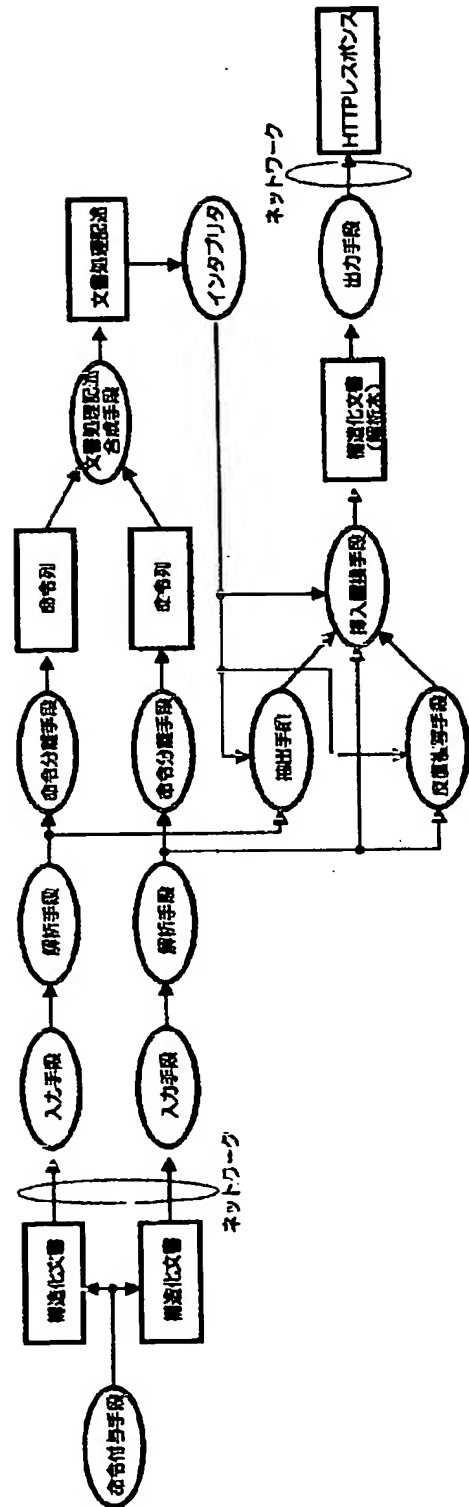 命令付与手段
構造化文書
構造化文書
ネットワーク
入力手段
入力手段
解析手段
解析手段
命令分離手段
命令分離手段
命令列
命令列
文書処理記法
合成手段
文書処理記法
インタプリタ
抽出手段
反復複写手段
挿入置換手段
構造化文書
(解析木)
出力手段
ネットワーク
HTTPレスポンス